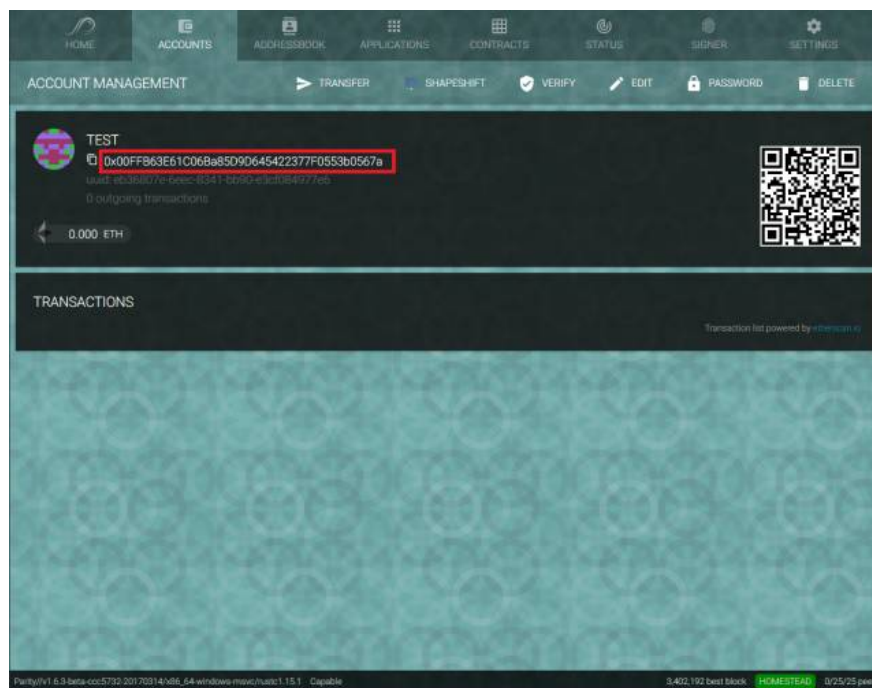 HOME ACCOUNTS ADDRESSBOOK APPLICATIONS CONTRACTS STATUS SIGNER SETTINGS
ACCOUNT MANAGEMENT TRANSFER SHAPESHIFT VERIFY EDIT PASSWORD DELETE
TEST
0x00FFB63E61C06Ba85D9D645422377F0553b0567a
uuid:
0 outgoing transactions
0.000 ETH
TRANSACTIONS
Transaction list powered by etherscan.io
Parity//v1.6.3-beta-ccc5732-20170314/x86_64-windows-msvc/rustc1.15.1 Capable 3,402,192 best block HOMESTEAD 0/25/25